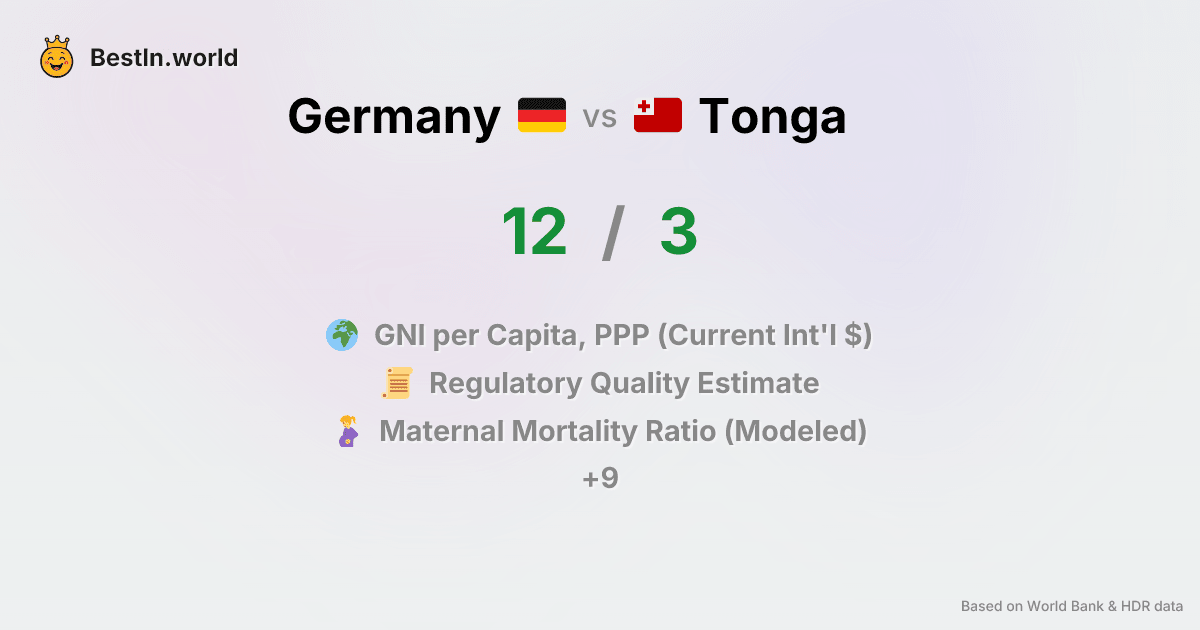 BestIn.world
Germany vs Tonga
12 / 3
GNI per Capita, PPP (Current Int'l $)
Regulatory Quality Estimate
Maternal Mortality Ratio (Modeled)
+9
Based on World Bank & HDR data